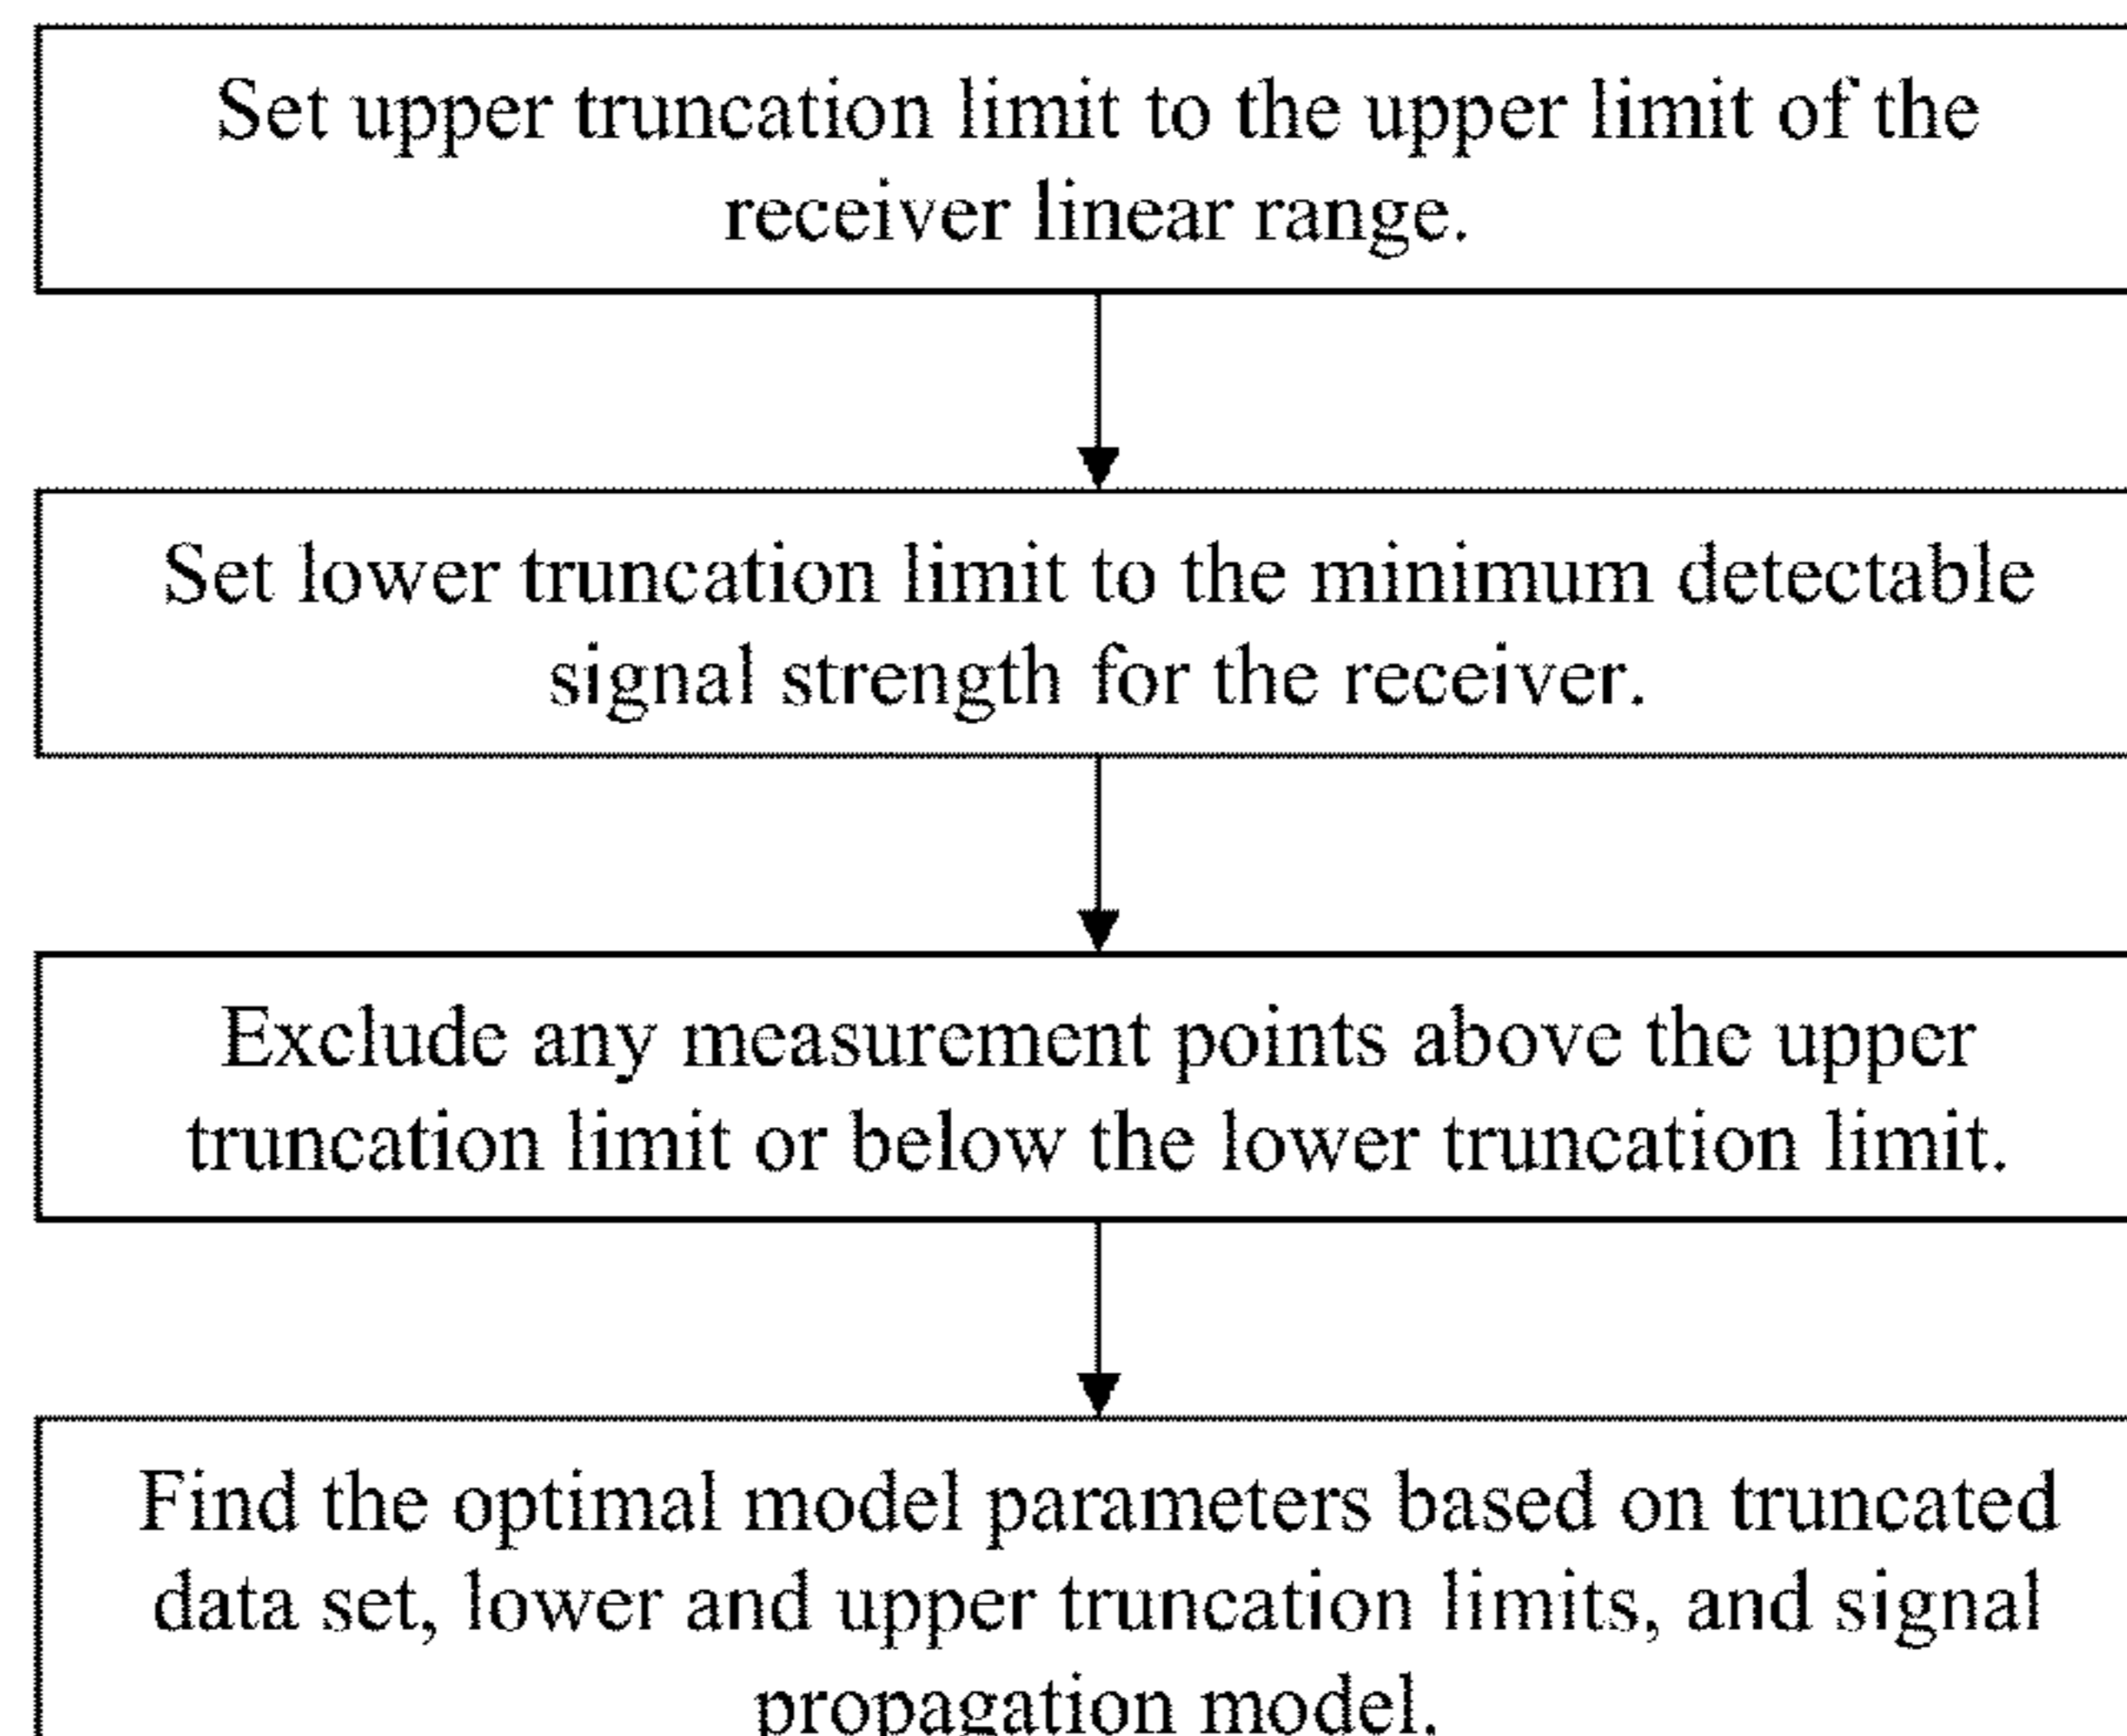 Set upper truncation limit to the upper limit of the
receiver linear range.
Set lower truncation limit to the minimum detectable
signal strength for the receiver.
Exclude any measurement points above the upper
truncation limit or below the lower truncation limit.
Find the optimal model parameters based on truncated
data set, lower and upper truncation limits, and signal
propagation model.